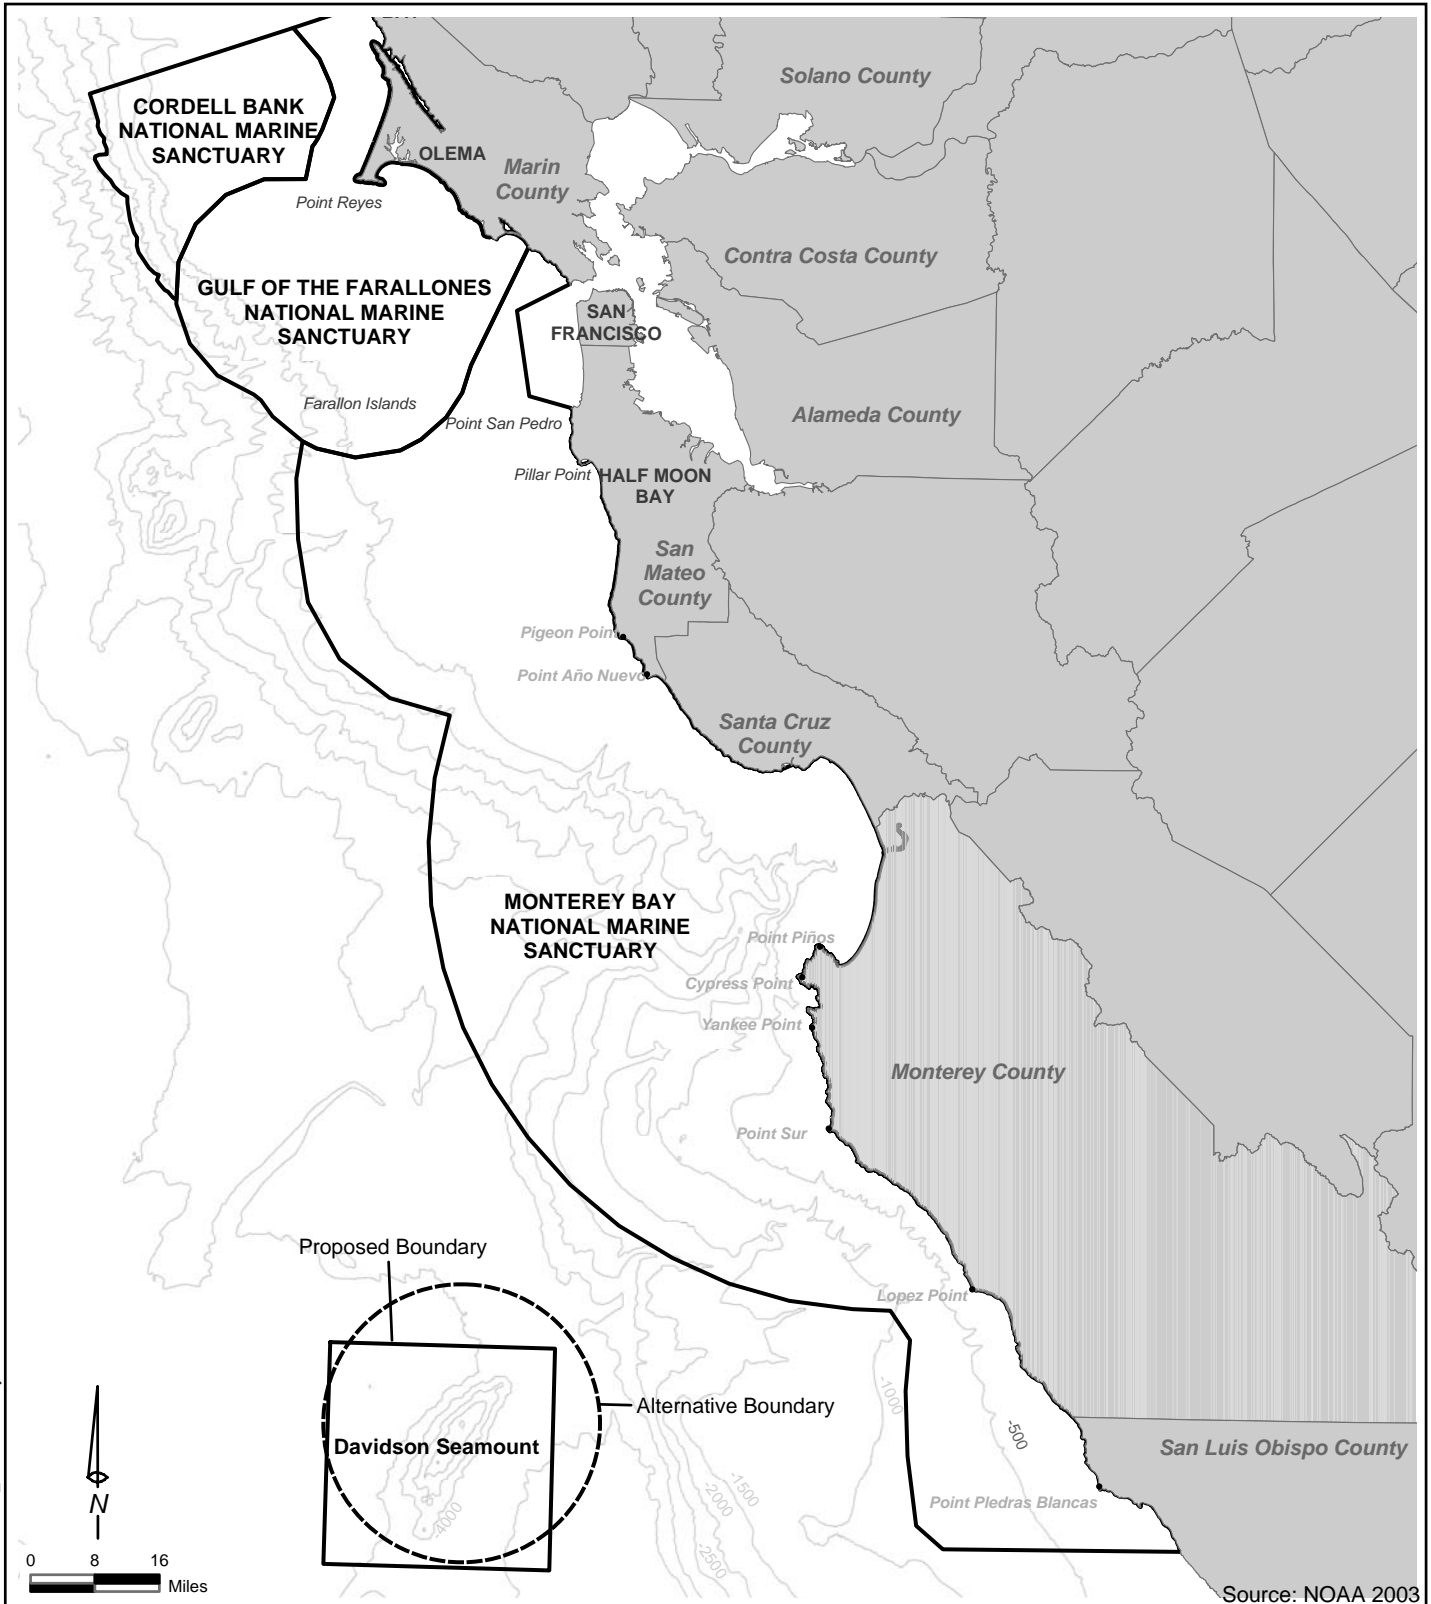 Solano County
CORDELL BANK
NATIONAL MARINE
SANCTUARY
OLEMA
Marin
County
Point Reyes
Contra Costa County
GULF OF THE FARALLONES
NATIONAL MARINE
SANCTUARY
SAN
FRANCISCO
Farallon Islands
Point San Pedro
Alameda County
Pillar Point
HALF MOON
BAY
San
Mateo
County
Pigeon Point
Point Año Nuevo
Santa Cruz
County
MONTEREY BAY
NATIONAL MARINE
SANCTUARY
Point Piños
Cypress Point
Yankee Point
Monterey County
Point Sur
Proposed Boundary
Lopez Point
-1000
Alternative Boundary
-500
Davidson Seamount
San Luis Obispo County
-4000
-1500
-2000
-2500
Point Pledras Blancas
N
0 8 16
Miles
Source: NOAA 2003